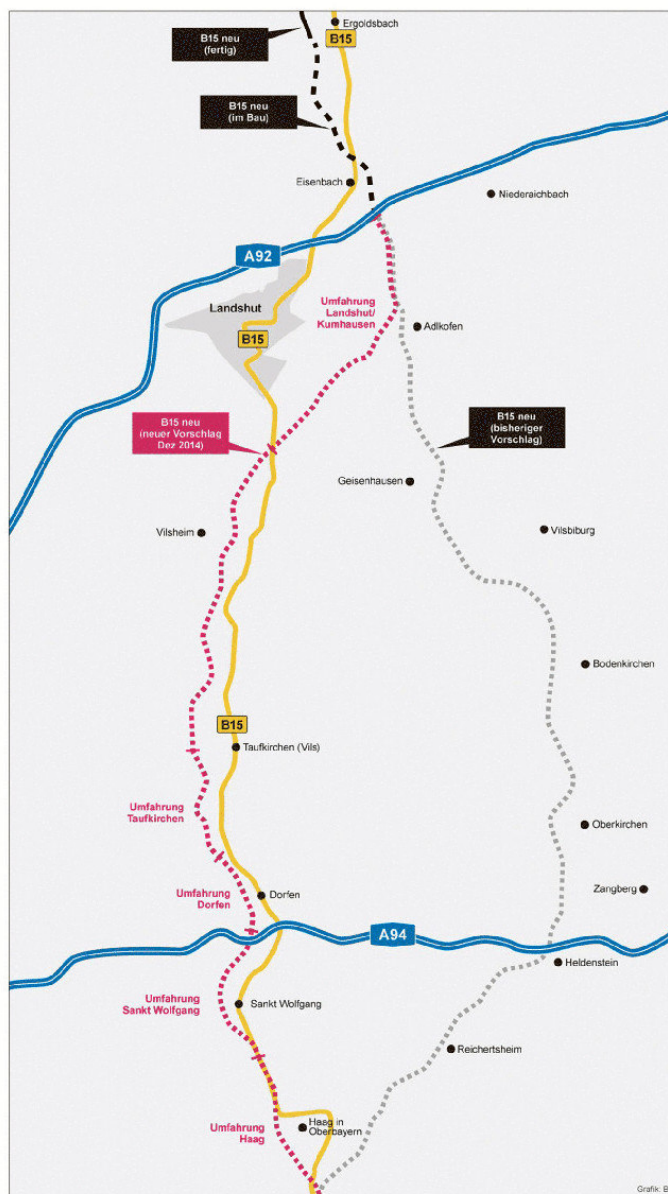 Ergoldsbach
B15 neu
(fertig)
B15
B15 neu
(im Bau)
Eisenbach
Niederaichbach
A92
Landshut
Umfahrung
Landshut/
Kumhausen
Adlkofen
B15
B15 neu
(neuer Vorschlag
Dez 2014)
B15 neu
(bisheriger
Vorschlag)
Geisenhausen
Vilsheim
Vilsbiburg
Bodenkirchen
B15
Taufkirchen (Vils)
Umfahrung
Taufkirchen
Oberkirchen
Umfahrung
Dorfen
Dorfen
Zangberg
A94
Heldenstein
Umfahrung
Sankt Wolfgang
Sankt Wolfgang
Reichertsheim
Umfahrung
Haag
Haag in
Oberbayern
Grafik: B